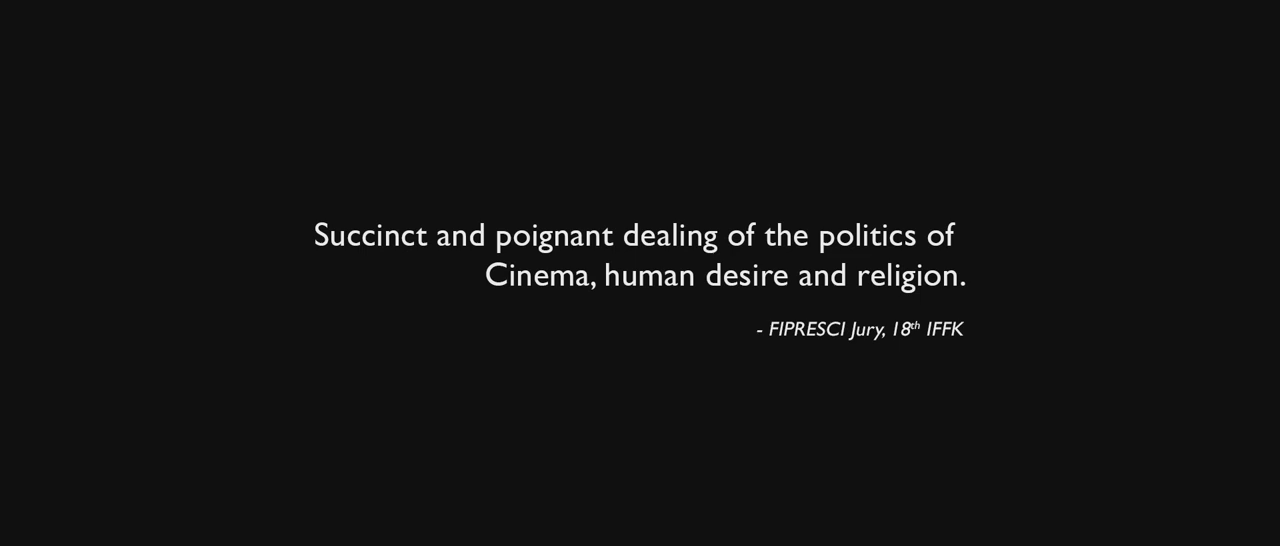 Succinct and poignant dealing of the politics of
Cinema, human desire and religion.
- FIPRESCI Jury, 18th IFFK